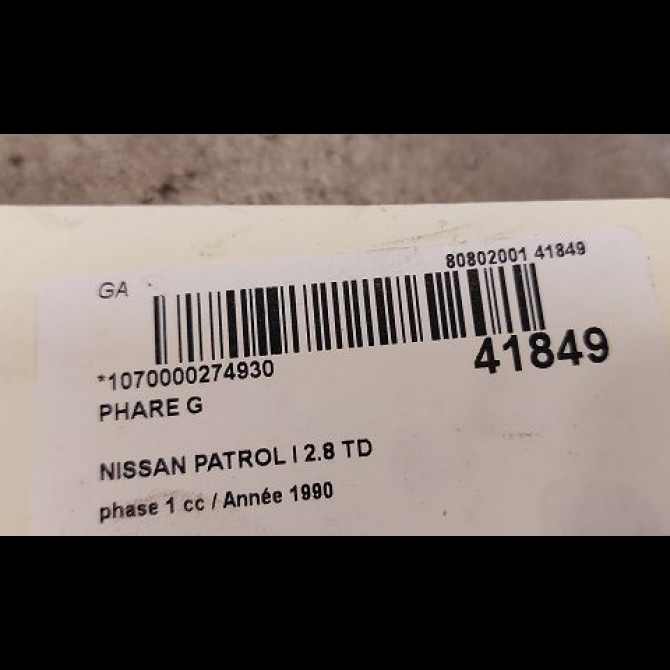 GA
80802001 41849
*1070000274930
41849
PHARE G
NISSAN PATROL I 2.8 TD
phase 1 cc / Année 1990